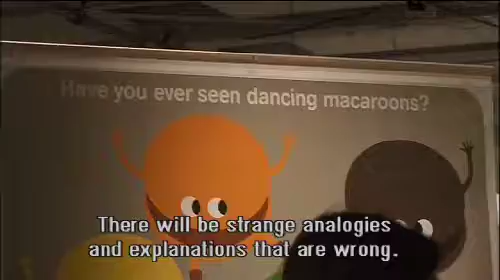 Have you ever seen dancing macaroons?
There will be strange analogies
and explanations that are wrong.